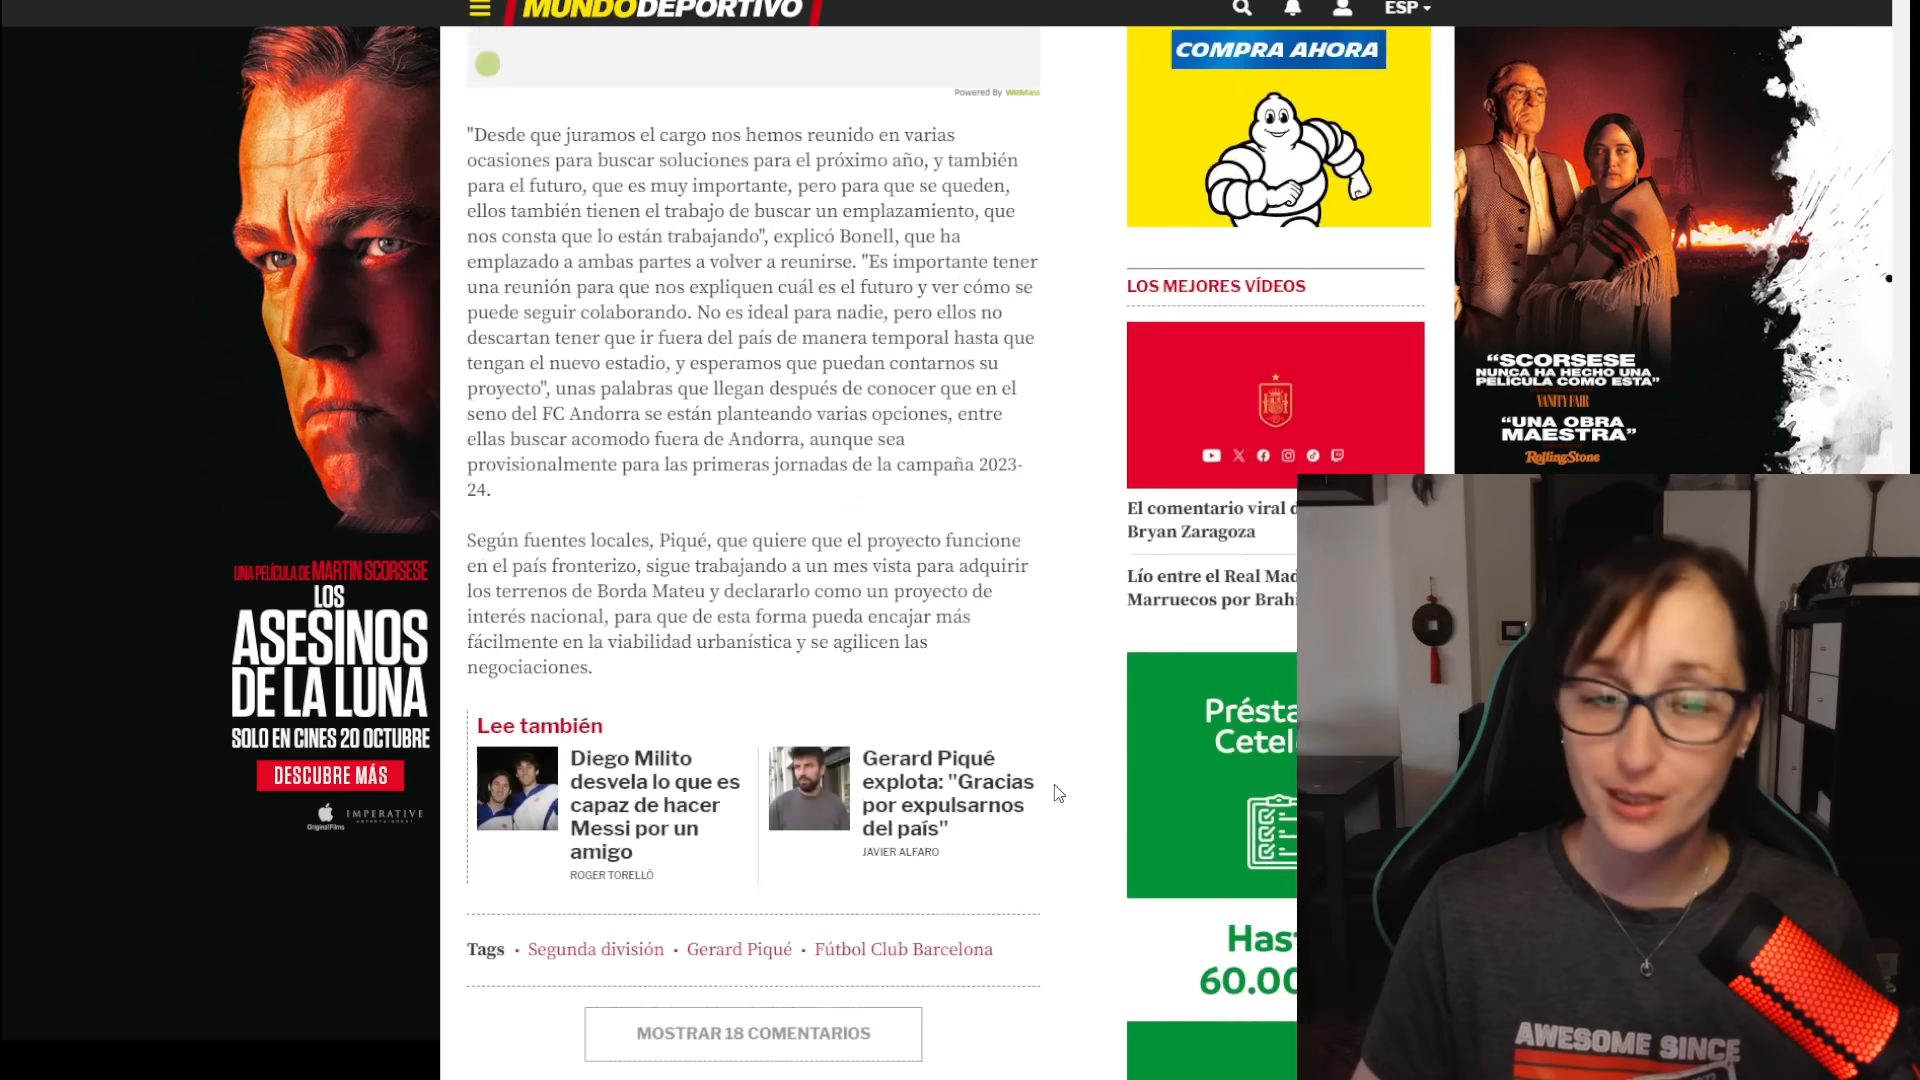 MUNDODEPORTIVO
ESP
Powered By
"Desde que juramos el cargo nos hemos reunido en varias
ocasiones para buscar soluciones para el próximo año, y también
para el futuro, que es muy importante, pero para que se queden,
ellos también tienen el trabajo de buscar un emplazamiento, que
nos consta que lo están trabajando", explicó Bonell, que ha
emplazado a ambas partes a volver a reunirse. "Es importante tener
una reunión para que nos expliquen cuál es el futuro y ver cómo se
puede seguir colaborando. No es ideal para nadie, pero ellos no
descartan tener que ir fuera del país de manera temporal hasta que
tengan el nuevo estadio, y esperamos que puedan contarnos su
proyecto", unas palabras que llegan después de conocer que en el
seno del FC Andorra se están planteando varias opciones, entre
ellas buscar acomodo fuera de Andorra, aunque sea
provisionalmente para las primeras jornadas de la campaña 2023-
24.
Según fuentes locales, Piqué, que quiere que el proyecto funcione
en el país fronterizo, sigue trabajando a un mes vista para adquirir
los terrenos de Borda Mateu y declararlo como un proyecto de
interés nacional, para que de esta forma pueda encajar más
fácilmente en la viabilidad urbanística y se agilicen las
negociaciones.
Lee también
Diego Milito
desvela lo que es
capaz de hacer
Messi por un
amigo
ROGER TORELLÓ
Gerard Piqué
explota: "Gracias
por expulsarnos
del país"
JAVIER ALFARO
Tags · Segunda división · Gerard Piqué · Fútbol Club Barcelona
MOSTRAR 18 COMENTARIOS
UNA PELÍCULA DE MARTIN SCORSESE
LOS
ASESINOS
DE LA LUNA
SOLO EN CINES 20 OCTUBRE
DESCUBRE MÁS
Original Films
IMPERATIVE
ENTERTAINMENT
COMPRA AHORA
LOS MEJORES VÍDEOS
El comentario viral d
Bryan Zaragoza
Lío entre el Real Mad
Marruecos por Brahi
Présta
Cetel
Has
60.00
"SCORSESE
NUNCA HA HECHO UNA
PELÍCULA COMO ESTA"
VANITY FAIR
"UNA OBRA
MAESTRA"
RollingStone
AWESOME SINCE